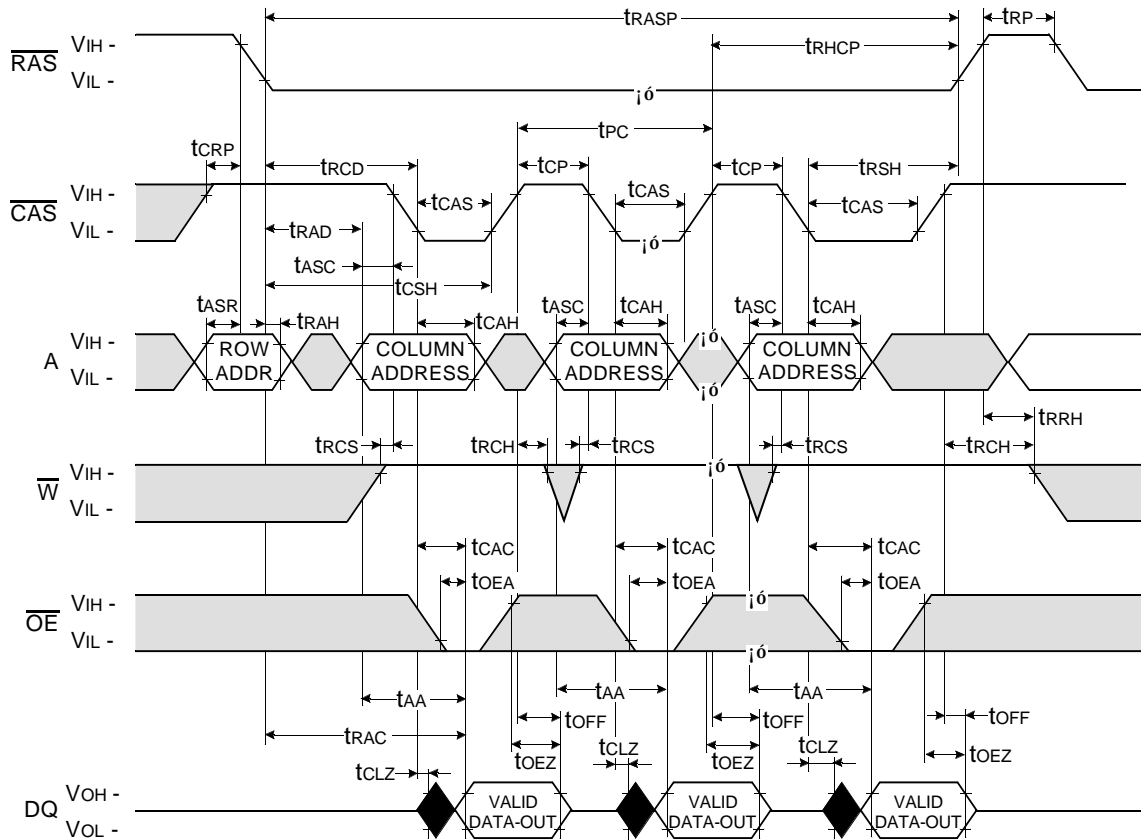 tRASP
tRP
tRHCP
RAS
VIH -
VIL -
¡ó
tCRP
tRCD
tPC
tCP
tCP
tRSH
CAS
VIH -
VIL -
tCAS
tCAS
tCAS
¡ó
tRAD
tASC
tCSH
tASR
tRAH
tCAH
tASC
tCAH
tASC
tCAH
A
VIH -
VIL -
ROW
ADDR
COLUMN
ADDRESS
COLUMN
ADDRESS
¡ó
¡ó
COLUMN
ADDRESS
tRRH
tRCS
tRCH
tRCS
tRCS
tRCH
W
VIH -
VIL -
¡ó
tCAC
tCAC
tCAC
tOEA
tOEA
tOEA
OE
VIH -
VIL -
¡ó
¡ó
tAA
tAA
tAA
tOFF
tOFF
tOFF
tRAC
tCLZ
tOEZ
tCLZ
tOEZ
tCLZ
tOEZ
DQ
VOH -
VOL -
VALID
DATA-OUT
VALID
DATA-OUT
VALID
DATA-OUT